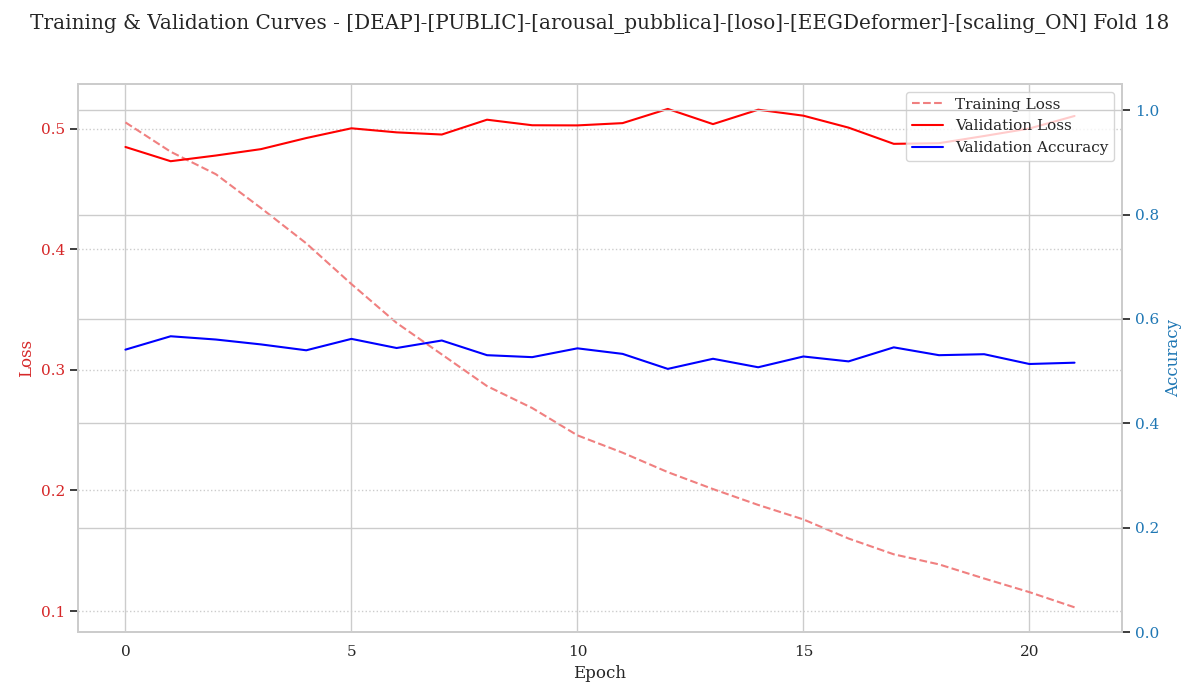 Training & Validation Curves - [DEAP]-[PUBLIC]-[arousal_pubblica]-[loso]-[EEGDeformer]-[scaling_ON] Fold 18
Training Loss
Validation Loss
Validation Accuracy
0.5
0.4
0.3
0.2
0.1
Loss
1.0
0.8
0.6
0.4
0.2
0.0
Accuracy
0 5 10 15 20
Epoch